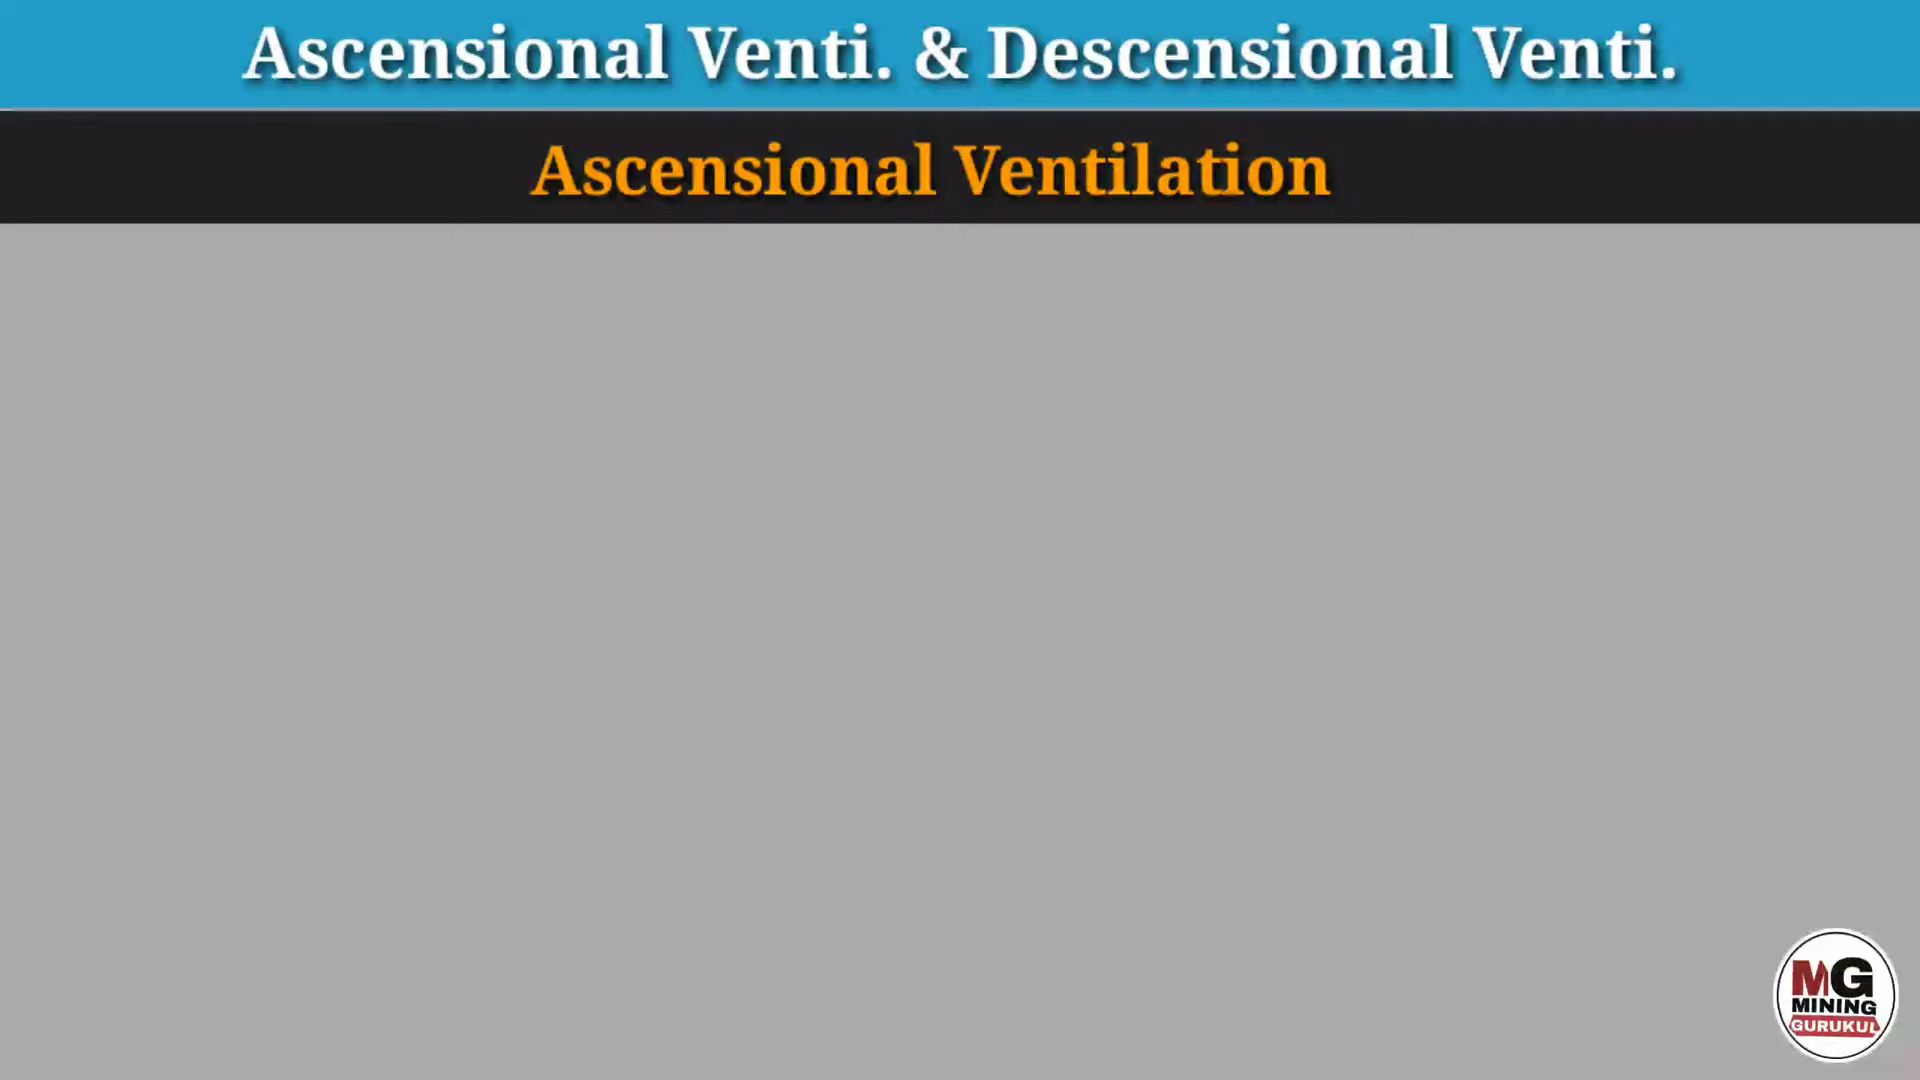 Ascensional Venti. & Descensional Venti.
Ascensional Ventilation
MG
MINING
GURUKUL